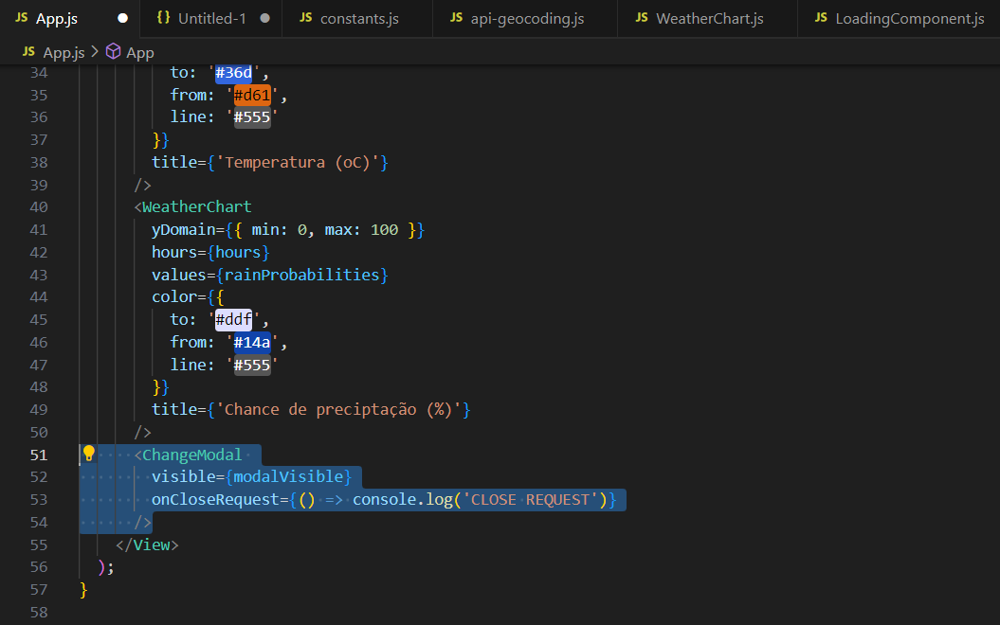 JS App.js ● {} Untitled-1 ● JS constants.js JS api-geocoding.js JS WeatherChart.js JS LoadingComponent.js
JS App.js > App
34 to: '#36d',
35 from: '#d61',
36 line: '#555'
37 }}
38 title={'Temperatura (oC)'}
39 />
40 <WeatherChart
41 yDomain={{ min: 0, max: 100 }}
42 hours={hours}
43 values={rainProbabilities}
44 color={{
45 to: '#ddf',
46 from: '#14a',
47 line: '#555'
48 }}
49 title={'Chance de preciptação (%)'}
50 />
51 <ChangeModal
52 visible={modalVisible}
53 onCloseRequest={() => console.log('CLOSE REQUEST')}
54 />
55 </View>
56 );
57 }
58